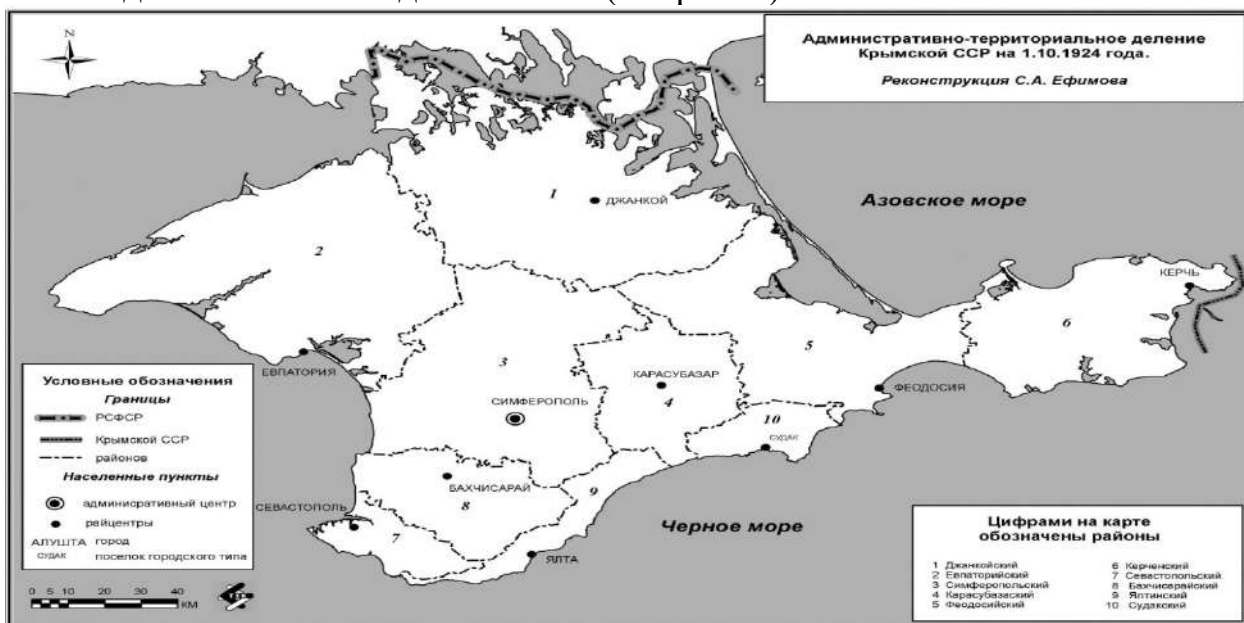 Административно-территориальное деление
Крымской ССР на 1.10.1924 года.
Реконструкция С.А. Ефимова
N
Азовское море
1
ДЖАНКОЙ
2
КЕРЧЬ
6
3
5
ЕВПАТОРИЯ
КАРАСУБАЗАР
4
ФЕОДОСИЯ
СИМФЕРОПОЛЬ
10
СУДАК
БАХЧИСАРАЙ
9
8
СЕВАСТОПОЛЬ
7
ЯЛТА
Черное море
Условные обозначения
Границы
РСФСР
Крымской ССР
районов
Населенные пункты
административный центр
райцентры
АЛУШТА город
СУДАК поселок городского типа
0 5 10 20 30 40
КМ
Цифрами на карте
обозначены районы
1 Джанкойский
2 Евпаторийский
3 Симферопольский
4 Карасубазаский
5 Феодосийский
6 Керченский
7 Севастопольский
8 Бахчисарайский
9 Ялтинский
10 Судакский